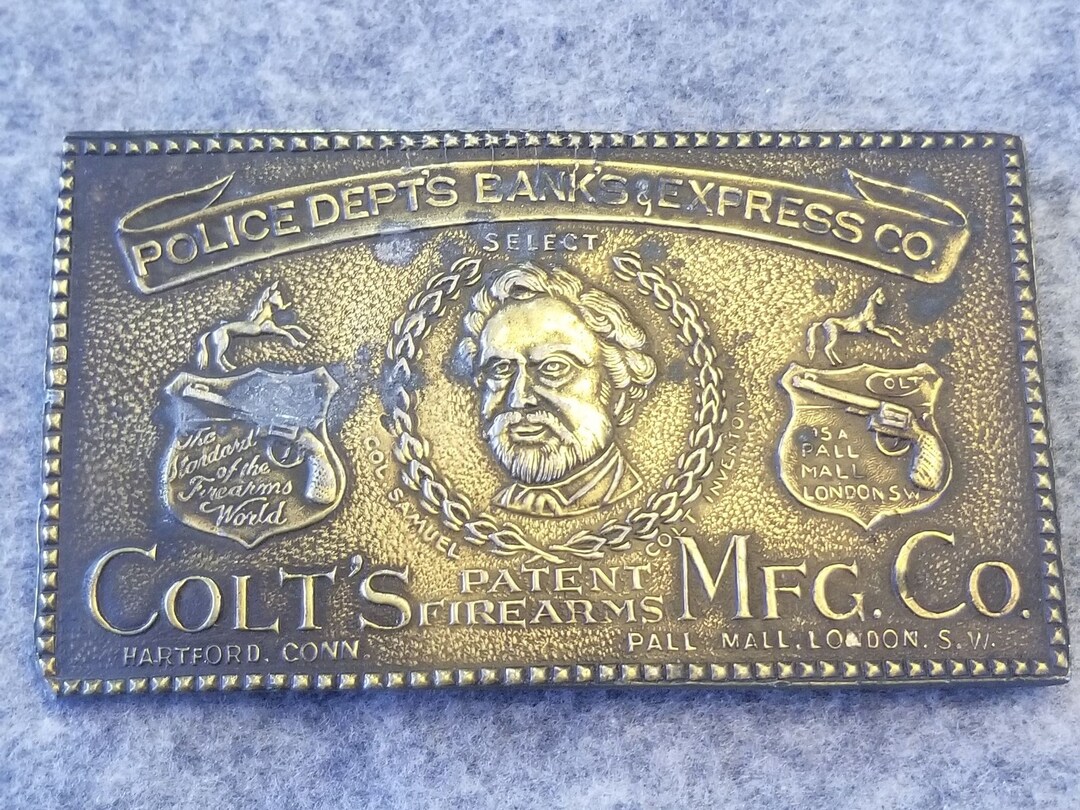 POLICE DEPT'S BANK'S & EXPRESS CO.
SELECT
The
Standard
of the
Firearms
World
COL. SAMUEL COLT INVENTOR
COLT
15A
PALL
MALL
LONDON S W
COLT'S PATENT FIREARMS MFG. CO.
HARTFORD. CONN.
PALL MALL. LONDON. S. W.